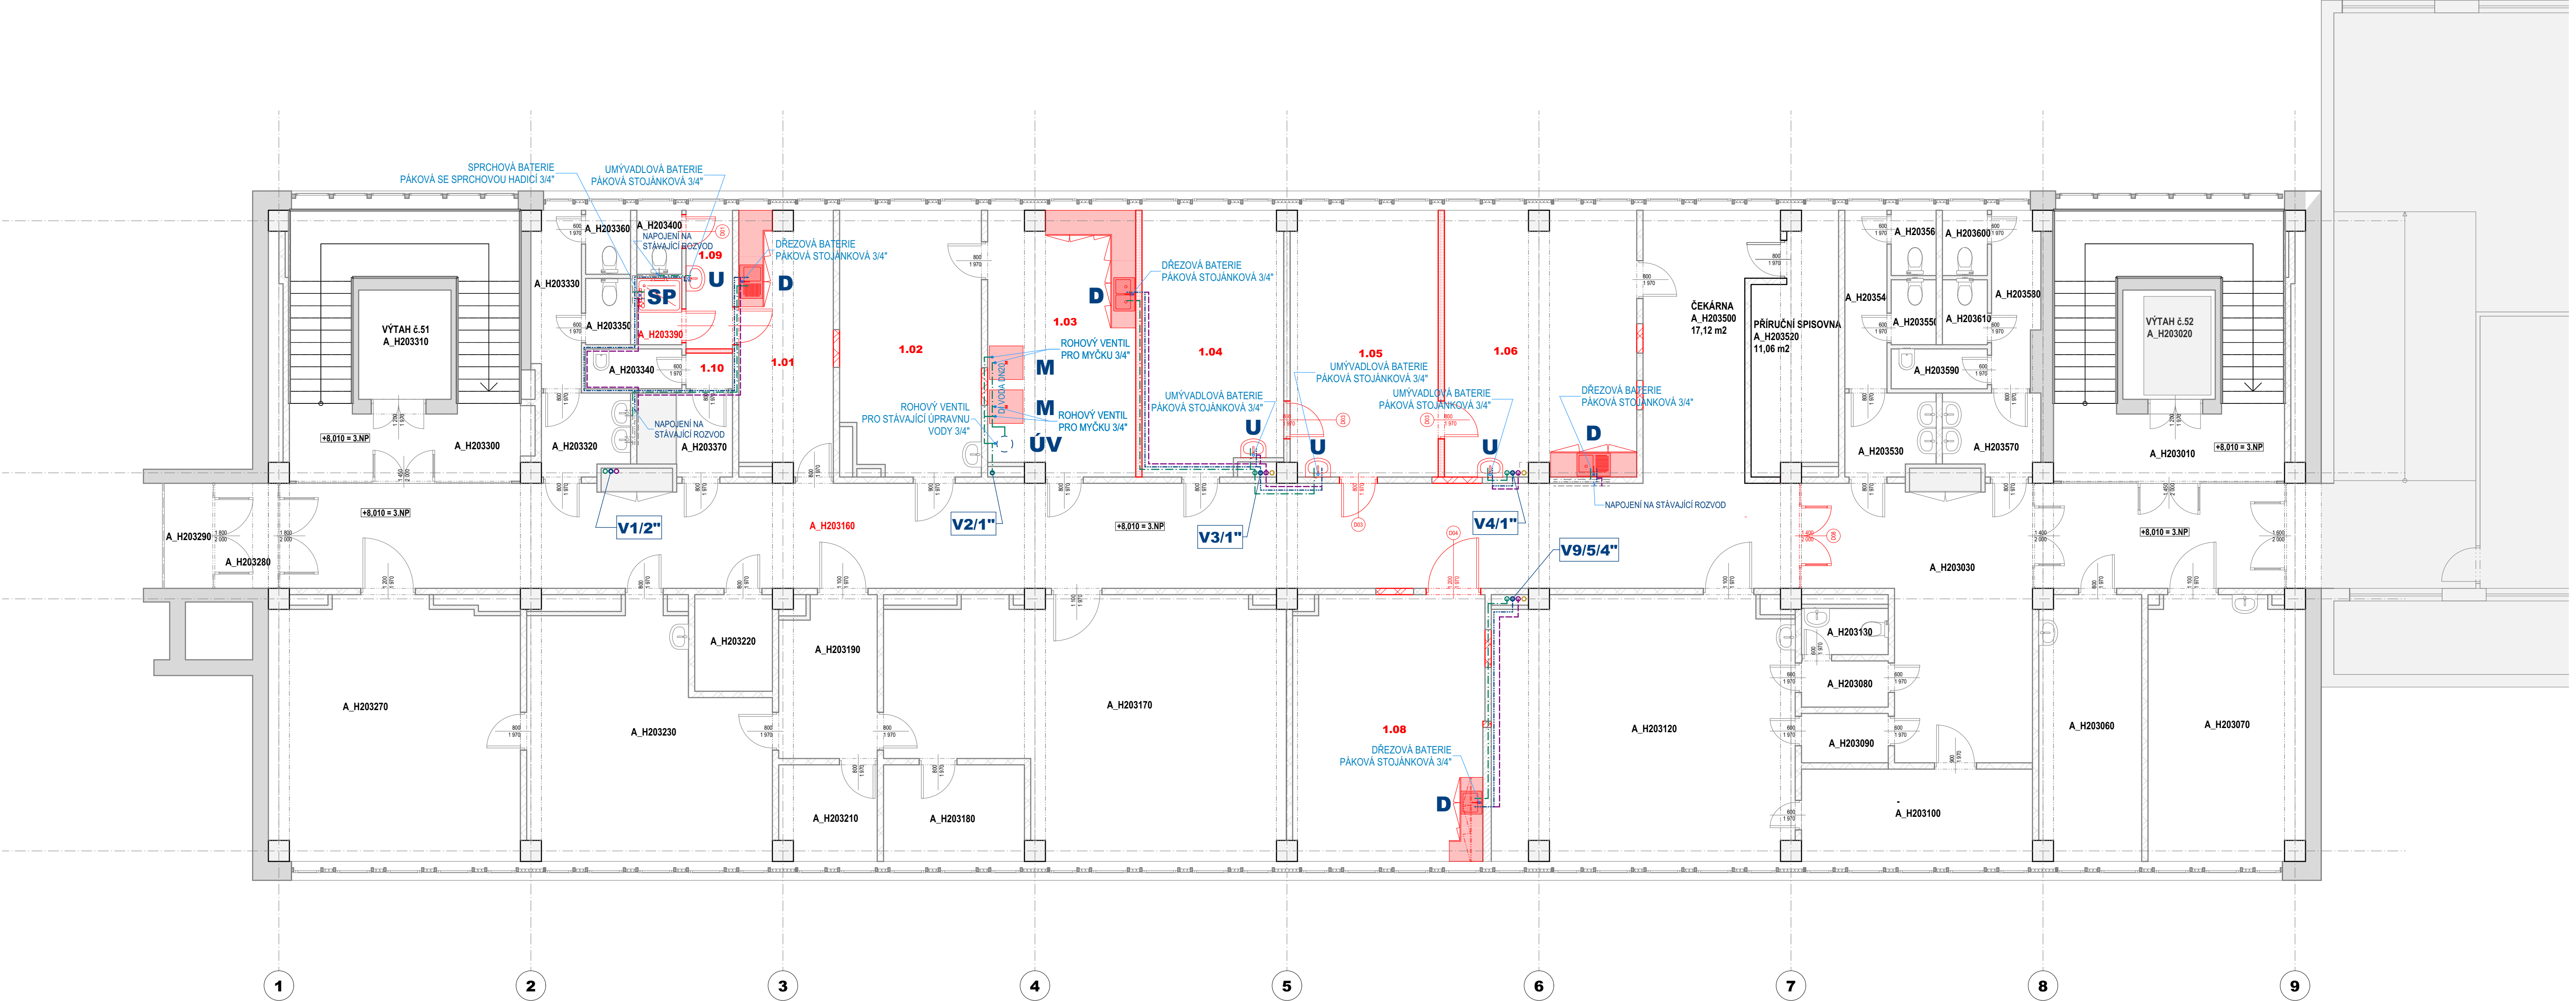 SPRCHOVÁ BATERIE
PÁKOVÁ SE SPRCHOVOU HADICÍ 3/4"
UMÝVADLOVÁ BATERIE
PÁKOVÁ STOJÁNKOVÁ 3/4"
A_H203360
A_H203400
NAPOJENÍ NA
STÁVAJÍCÍ ROZVOD
D01
1.09
U
DŘEZOVÁ BATERIE
PÁKOVÁ STOJÁNKOVÁ 3/4"
D
SP
A_H203330
A_H203350
A_H203390
A_H203340
1.10
1.01
VÝTAH č.51
A_H203310
+8,010 = 3.NP
A_H203300
A_H203320
NAPOJENÍ NA
STÁVAJÍCÍ ROZVOD
A_H203370
1.02
1.03
D
DŘEZOVÁ BATERIE
PÁKOVÁ STOJÁNKOVÁ 3/4"
ROHOVÝ VENTIL
PRO MYČKU 3/4"
M
M
ROHOVÝ VENTIL
PRO MYČKU 3/4"
ROHOVÝ VENTIL
PRO STÁVAJÍCÍ ÚPRAVNU
VODY 3/4"
ÚV
1.04
1.05
1.06
UMÝVADLOVÁ BATERIE
PÁKOVÁ STOJÁNKOVÁ 3/4"
UMÝVADLOVÁ BATERIE
PÁKOVÁ STOJÁNKOVÁ 3/4"
UMÝVADLOVÁ BATERIE
PÁKOVÁ STOJÁNKOVÁ 3/4"
U
U
U
DŘEZOVÁ BATERIE
PÁKOVÁ STOJÁNKOVÁ 3/4"
D
NAPOJENÍ NA STÁVAJÍCÍ ROZVOD
ČEKÁRNA
A_H203500
17,12 m2
PŘÍRUČNÍ SPISOVNA
A_H203520
11,06 m2
A_H20356
A_H203600
A_H20354
A_H203580
A_H203550
A_H203610
A_H203590
A_H203530
A_H203570
VÝTAH č.52
A_H203020
+8,010 = 3.NP
A_H203010
A_H203290
A_H203280
+8,010 = 3.NP
V1/2"
A_H203160
V2/1"
+8,010 = 3.NP
V3/1"
D03
D04
V4/1"
V9/5/4"
A_H203030
+8,010 = 3.NP
A_H203270
A_H203230
A_H203220
A_H203190
A_H203210
A_H203180
A_H203170
1.08
DŘEZOVÁ BATERIE
PÁKOVÁ STOJÁNKOVÁ 3/4"
D
A_H203120
A_H203130
A_H203080
A_H203090
A_H203100
A_H203060
A_H203070
1
2
3
4
5
6
7
8
9